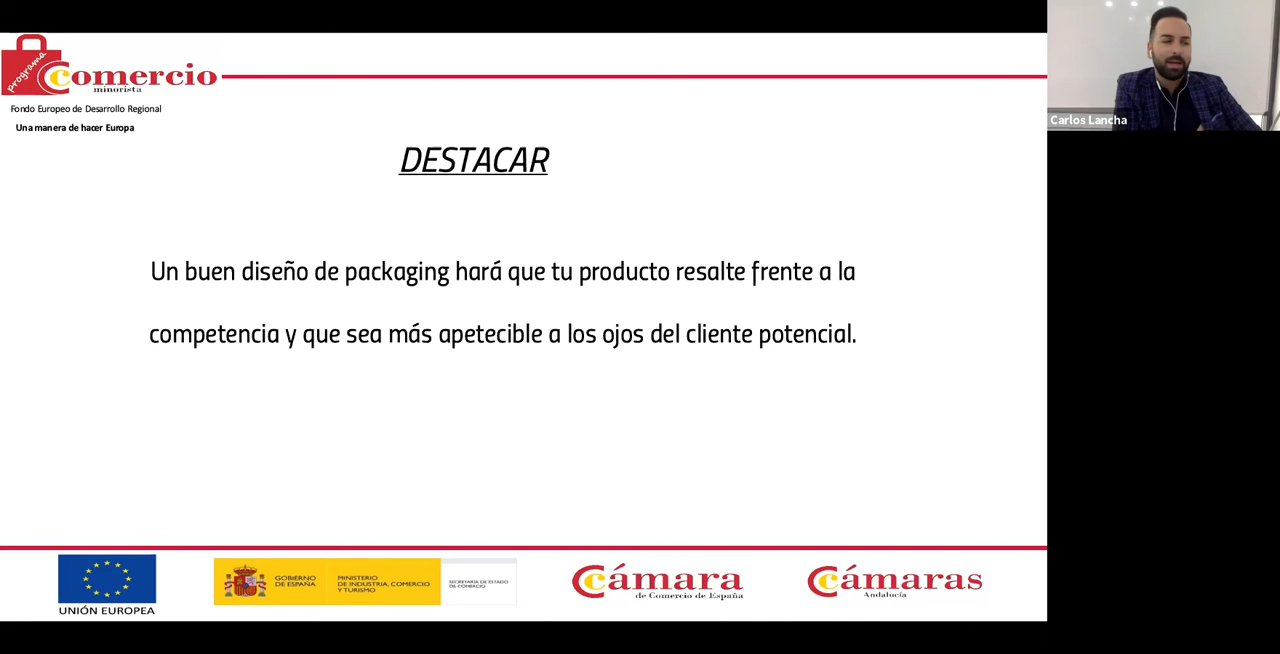 programa
comercio
minorista
Fondo Europeo de Desarrollo Regional
Una manera de hacer Europa
Carlos Lancha
DESTACAR
Un buen diseño de packaging hará que tu producto resalte frente a la
competencia y que sea más apetecible a los ojos del cliente potencial.
UNIÓN EUROPEA
GOBIERNO
DE ESPAÑA
MINISTERIO
DE INDUSTRIA, COMERCIO
Y TURISMO
SECRETARÍA DE ESTADO
DE COMERCIO
Cámara
de Comercio de España
Cámaras
Andalucía